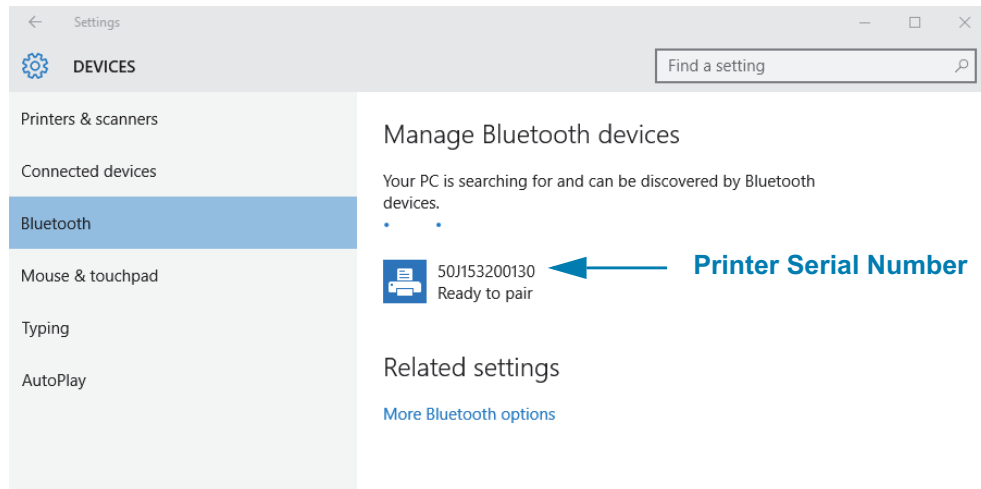 Settings
DEVICES
Find a setting
Printers & scanners
Connected devices
Bluetooth
Mouse & touchpad
Typing
AutoPlay
Manage Bluetooth devices
Your PC is searching for and can be discovered by Bluetooth
devices.
50J153200130
Ready to pair
Printer Serial Number
Related settings
More Bluetooth options